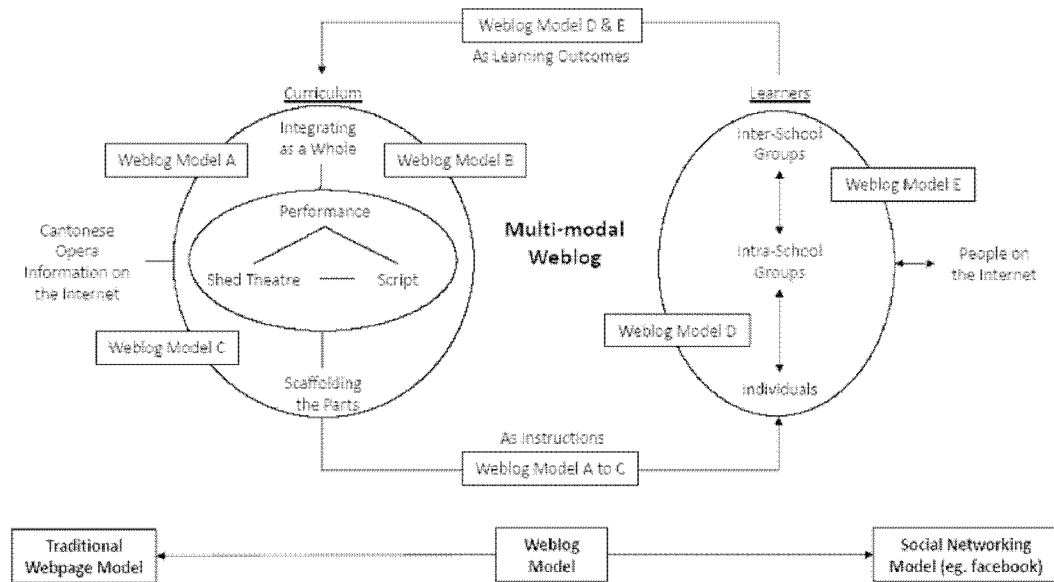 Weblog Model D & E
As Learning Outcomes
Curriculum
Learners
Integrating
as a Whole
Inter-School
Groups
Weblog Model A
Weblog Model B
Weblog Model E
Performance
Cantonese
Opera
Information on
the Internet
Multi-modal
Weblog
Intra-School
Groups
People on
the Internet
Shed Theatre
Script
Weblog Model C
Weblog Model D
Scaffolding
the Parts
Individuals
As Instructions
Weblog Model A to C
Traditional
Webpage Model
Weblog
Model
Social Networking
Model (eg. facebook)